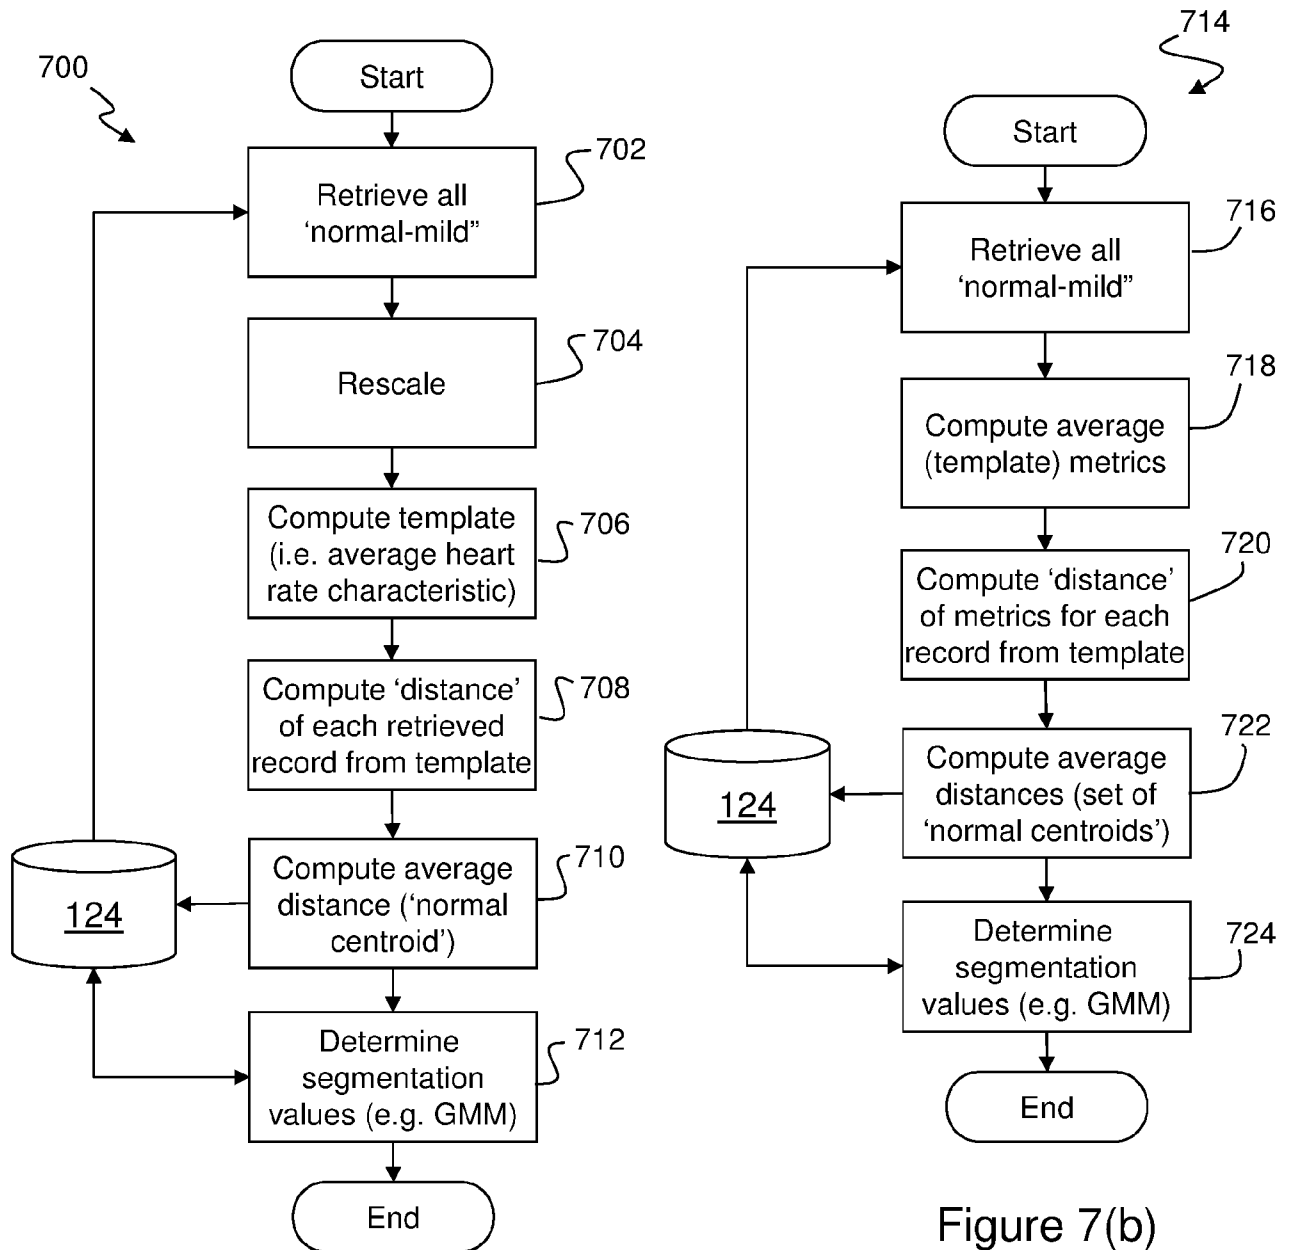 700
Start
702
Retrieve all
‘normal-mild”
704
Rescale
706
Compute template
(i.e. average heart
rate characteristic)
708
Compute ‘distance’
of each retrieved
record from template
124
710
Compute average
distance (‘normal
centroid’)
712
Determine
segmentation
values (e.g. GMM)
End
714
Start
716
Retrieve all
‘normal-mild”
718
Compute average
(template) metrics
720
Compute ‘distance’
of metrics for each
record from template
124
722
Compute average
distances (set of
‘normal centroids’)
724
Determine
segmentation
values (e.g. GMM)
End
Figure 7(b)